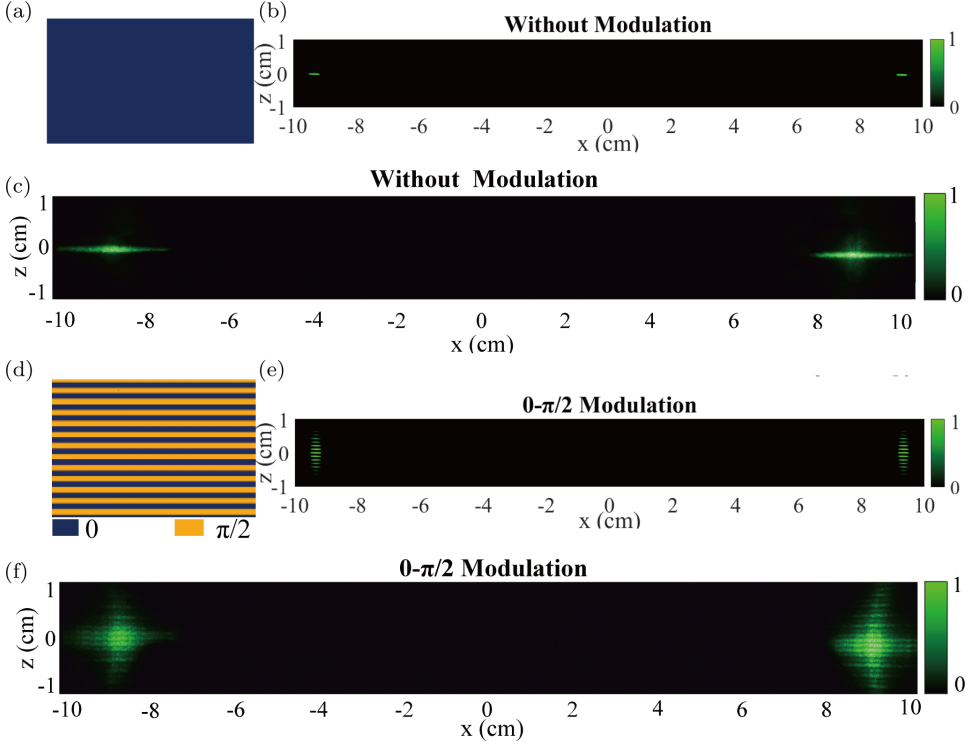 (a)
(b)
Without Modulation
z (cm)
1
0
-1
-10 -8 -6 -4 -2 0 2 4 6 8 10
x (cm)
1
0
(c)
Without Modulation
z (cm)
1
0
-1
-10 -8 -6 -4 -2 0 2 4 6 8 10
x (cm)
1
0
(d)
0 π/2
(e)
0-π/2 Modulation
z (cm)
1
0
-1
-10 -8 -6 -4 -2 0 2 4 6 8 10
x (cm)
1
0
(f)
0-π/2 Modulation
z (cm)
1
0
-1
-10 -8 -6 -4 -2 0 2 4 6 8 10
x (cm)
1
0